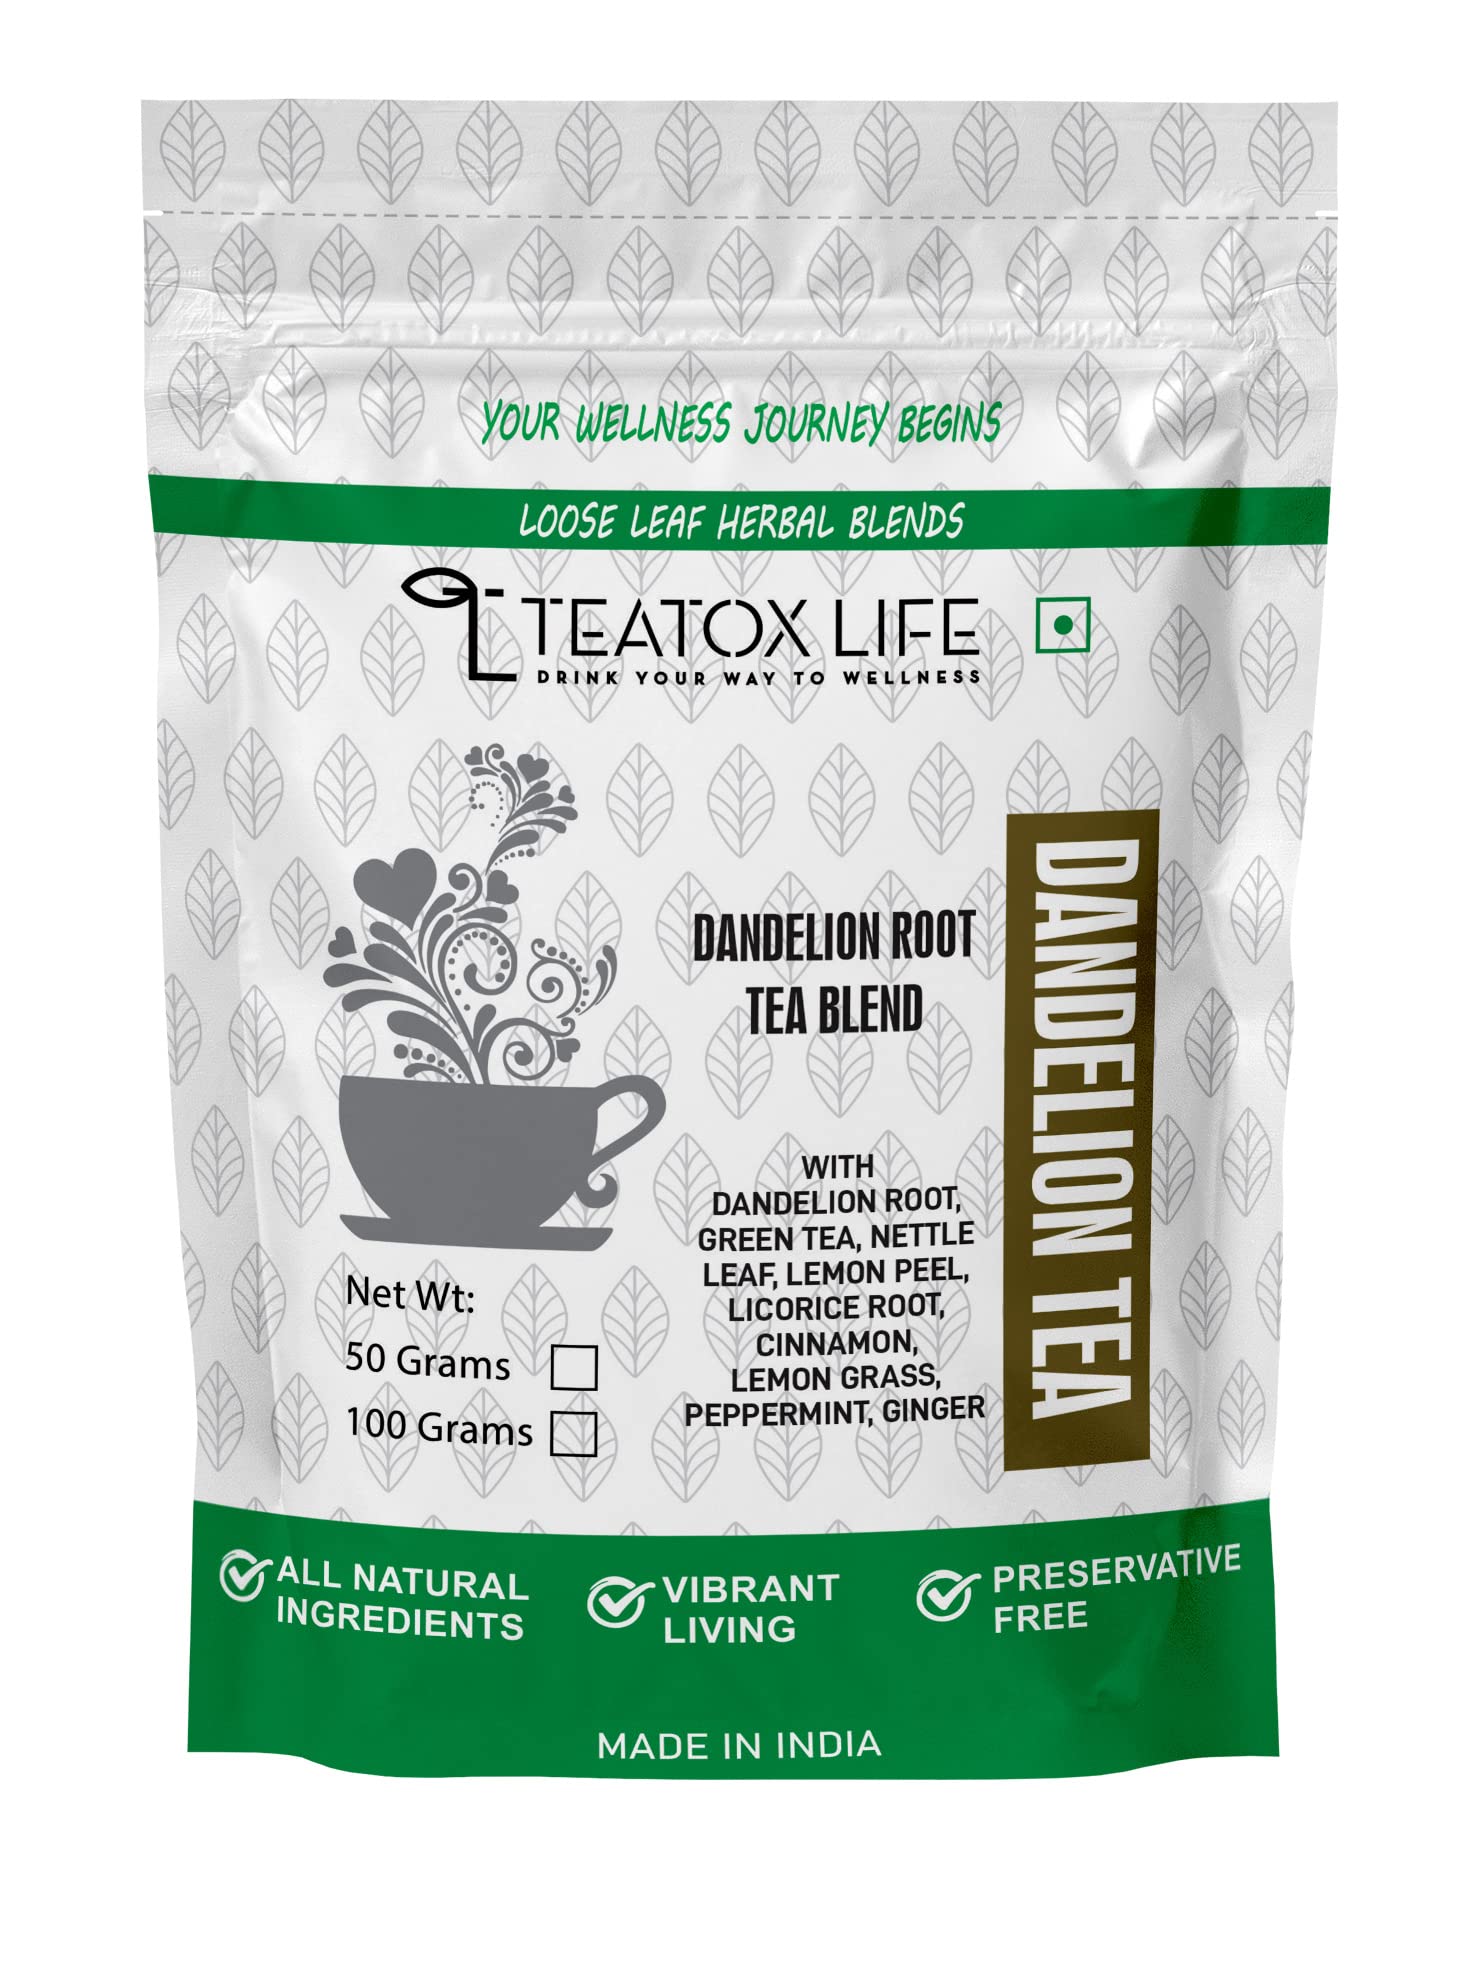 YOUR WELLNESS JOURNEY BEGINS
LOOSE LEAF HERBAL BLENDS
TEATOX LIFE
DRINK YOUR WAY TO WELLNESS
DANDELION ROOT
TEA BLEND
DANDELION TEA
WITH
DANDELION ROOT,
GREEN TEA, NETTLE
LEAF, LEMON PEEL,
LICORICE ROOT,
CINNAMON,
LEMON GRASS,
PEPPERMINT, GINGER
Net Wt:
50 Grams
100 Grams
ALL NATURAL
INGREDIENTS
VIBRANT
LIVING
PRESERVATIVE
FREE
MADE IN INDIA